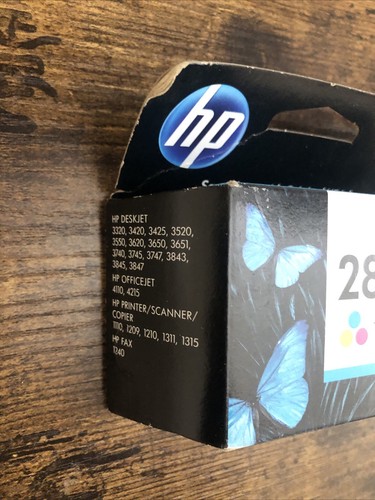 hp
HP DESKJET
3320, 3420, 3425, 3520,
3550, 3620, 3650, 3651,
3740, 3745, 3747, 3843,
3845, 3847
HP OFFICEJET
4110, 4215
HP PRINTER/SCANNER/
COPIER
1110, 1209, 1210, 1311, 1315
HP FAX
1240
28